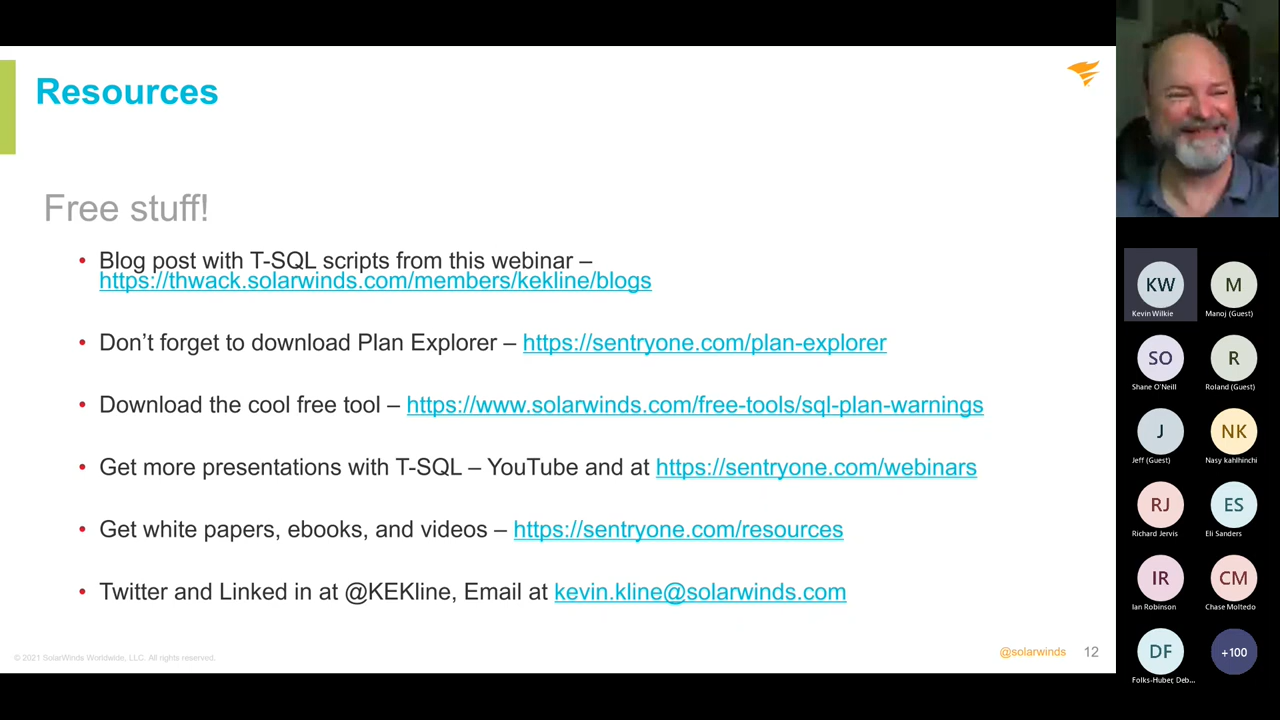 Resources
Free stuff!
• Blog post with T-SQL scripts from this webinar –
https://thwack.solarwinds.com/members/kekline/blogs
• Don’t forget to download Plan Explorer – https://sentryone.com/plan-explorer
• Download the cool free tool – https://www.solarwinds.com/free-tools/sql-plan-warnings
• Get more presentations with T-SQL – YouTube and at https://sentryone.com/webinars
• Get white papers, ebooks, and videos – https://sentryone.com/resources
• Twitter and Linked in at @KEKline, Email at kevin.kline@solarwinds.com
© 2021 SolarWinds Worldwide, LLC. All rights reserved.
@solarwinds 12
KW M
Kevin Wilkie Manoj (Guest)
SO R
Shane O'Neill Roland (Guest)
J NK
Jeff (Guest) Nasy kahlhinchi
RJ ES
Richard Jervis Eli Sanders
IR CM
Ian Robinson Chase Moltedo
DF +100
Folks-Huber, Deb...